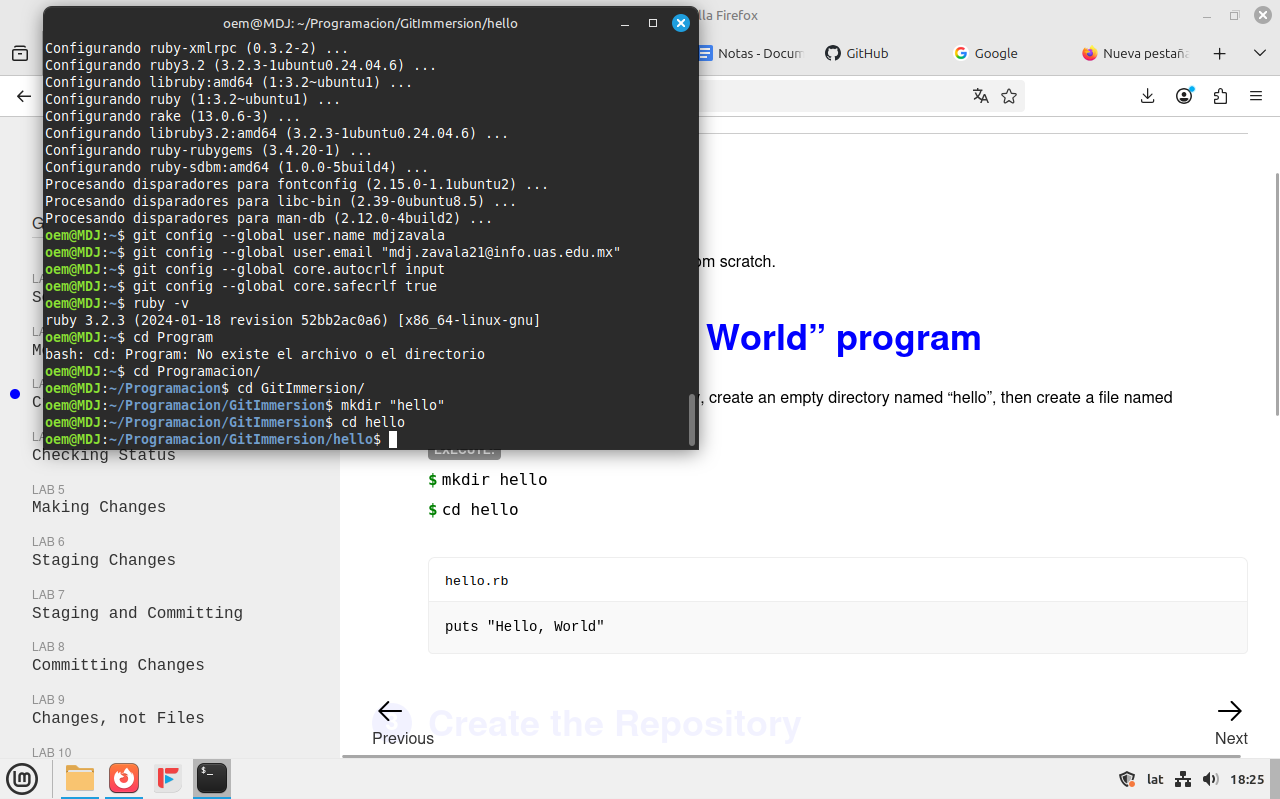 oem@MDJ:~/Programacion/GitImmersion/hello
lla Firefox
Notas - Docum
GitHub
Google
Nueva pestaña
Configurando ruby-xmlrpc (0.3.2-2) ...
Configurando ruby3.2 (3.2.3-1ubuntu0.24.04.6) ...
Configurando libruby:amd64 (1:3.2~ubuntu1) ...
Configurando ruby (1:3.2~ubuntu1) ...
Configurando rake (13.0.6-3) ...
Configurando libruby3.2:amd64 (3.2.3-1ubuntu0.24.04.6) ...
Configurando ruby-rubygems (3.4.20-1) ...
Configurando ruby-sdbm:amd64 (1.0.0-5build4) ...
Procesando disparadores para fontconfig (2.15.0-1.1ubuntu2) ...
Procesando disparadores para libc-bin (2.39-0ubuntu8.5) ...
Procesando disparadores para man-db (2.12.0-4build2) ...
oem@MDJ:~$ git config --global user.name mdjzavala
oem@MDJ:~$ git config --global user.email "mdj.zavala21@info.uas.edu.mx"
oem@MDJ:~$ git config --global core.autocrlf input
oem@MDJ:~$ git config --global core.safecrlf true
oem@MDJ:~$ ruby -v
ruby 3.2.3 (2024-01-18 revision 52bb2ac0a6) [x86_64-linux-gnu]
oem@MDJ:~$ cd Program
bash: cd: Program: No existe el archivo o el directorio
oem@MDJ:~$ cd Programacion/
oem@MDJ:~/Programacion$ cd GitImmersion/
oem@MDJ:~/Programacion/GitImmersion$ mkdir "hello"
oem@MDJ:~/Programacion/GitImmersion$ cd hello
oem@MDJ:~/Programacion/GitImmersion/hello$
om scratch.
World” program
, create an empty directory named “hello”, then create a file named
EXECUTE:
$ mkdir hello
$ cd hello
hello.rb
puts "Hello, World"
3 Create the Repository
Previous
Next
Checking Status
LAB 5
Making Changes
LAB 6
Staging Changes
LAB 7
Staging and Committing
LAB 8
Committing Changes
LAB 9
Changes, not Files
LAB 10
lat
18:25